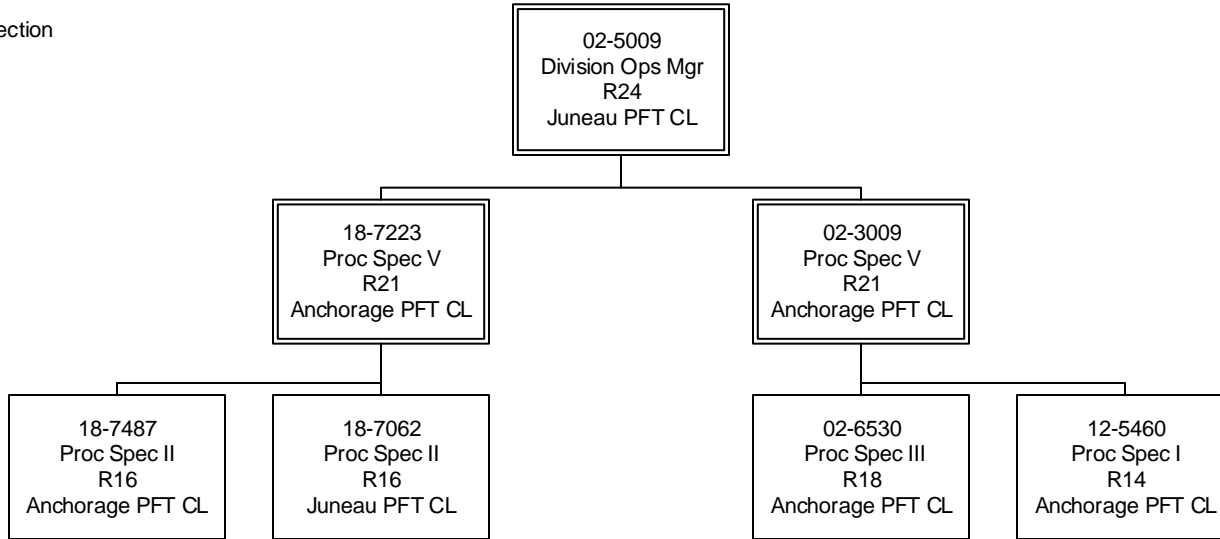 02-5009
Division Ops Mgr
R24
Juneau PFT CL
18-7223
Proc Spec V
R21
Anchorage PFT CL
02-3009
Proc Spec V
R21
Anchorage PFT CL
18-7487
Proc Spec II
R16
Anchorage PFT CL
18-7062
Proc Spec II
R16
Juneau PFT CL
02-6530
Proc Spec III
R18
Anchorage PFT CL
12-5460
Proc Spec I
R14
Anchorage PFT CL